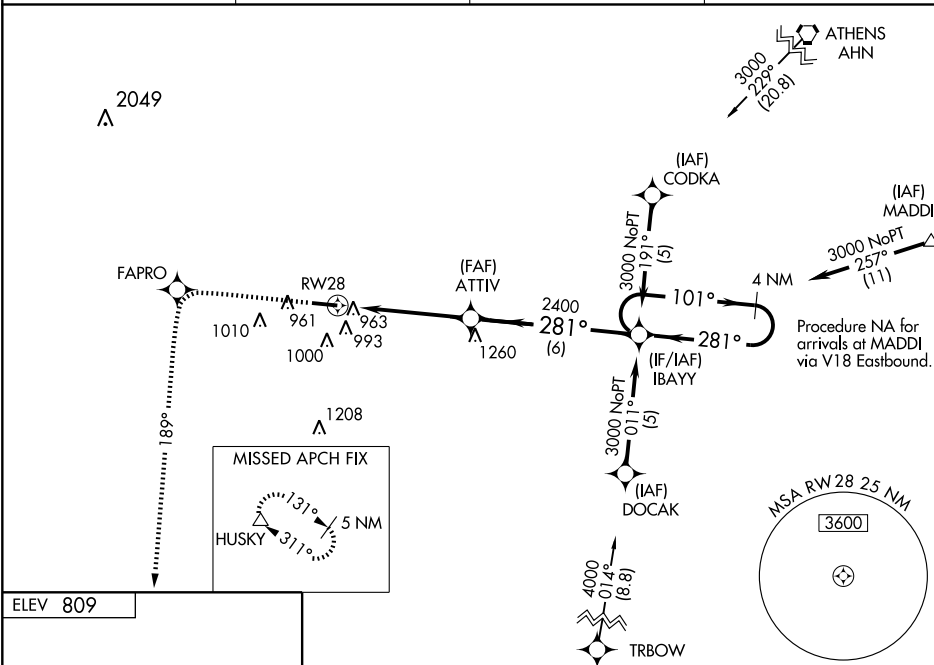 ATHENS
AHN
3000
229°
(20.8)
2049
(IAF)
CODKA
(IAF)
MADDI
3000 NoPT
257°
(11)
3000 NoPT
191°
(5)
FAPRO
RW28
(FAF)
ATTIV
4 NM
101°
2400
281°
(6)
281°
961
963
1010
1000
993
1260
(IF/IAF)
IBAYY
Procedure NA for
arrivals at MADDI
via V18 Eastbound.
3000 NoPT
011°
(5)
1208
189°
MISSED APCH FIX
131°
5 NM
HUSKY
311°
(IAF)
DOCAK
MSA RW 28 25 NM
3600
4000
014°
(8.8)
TRBOW
ELEV 809